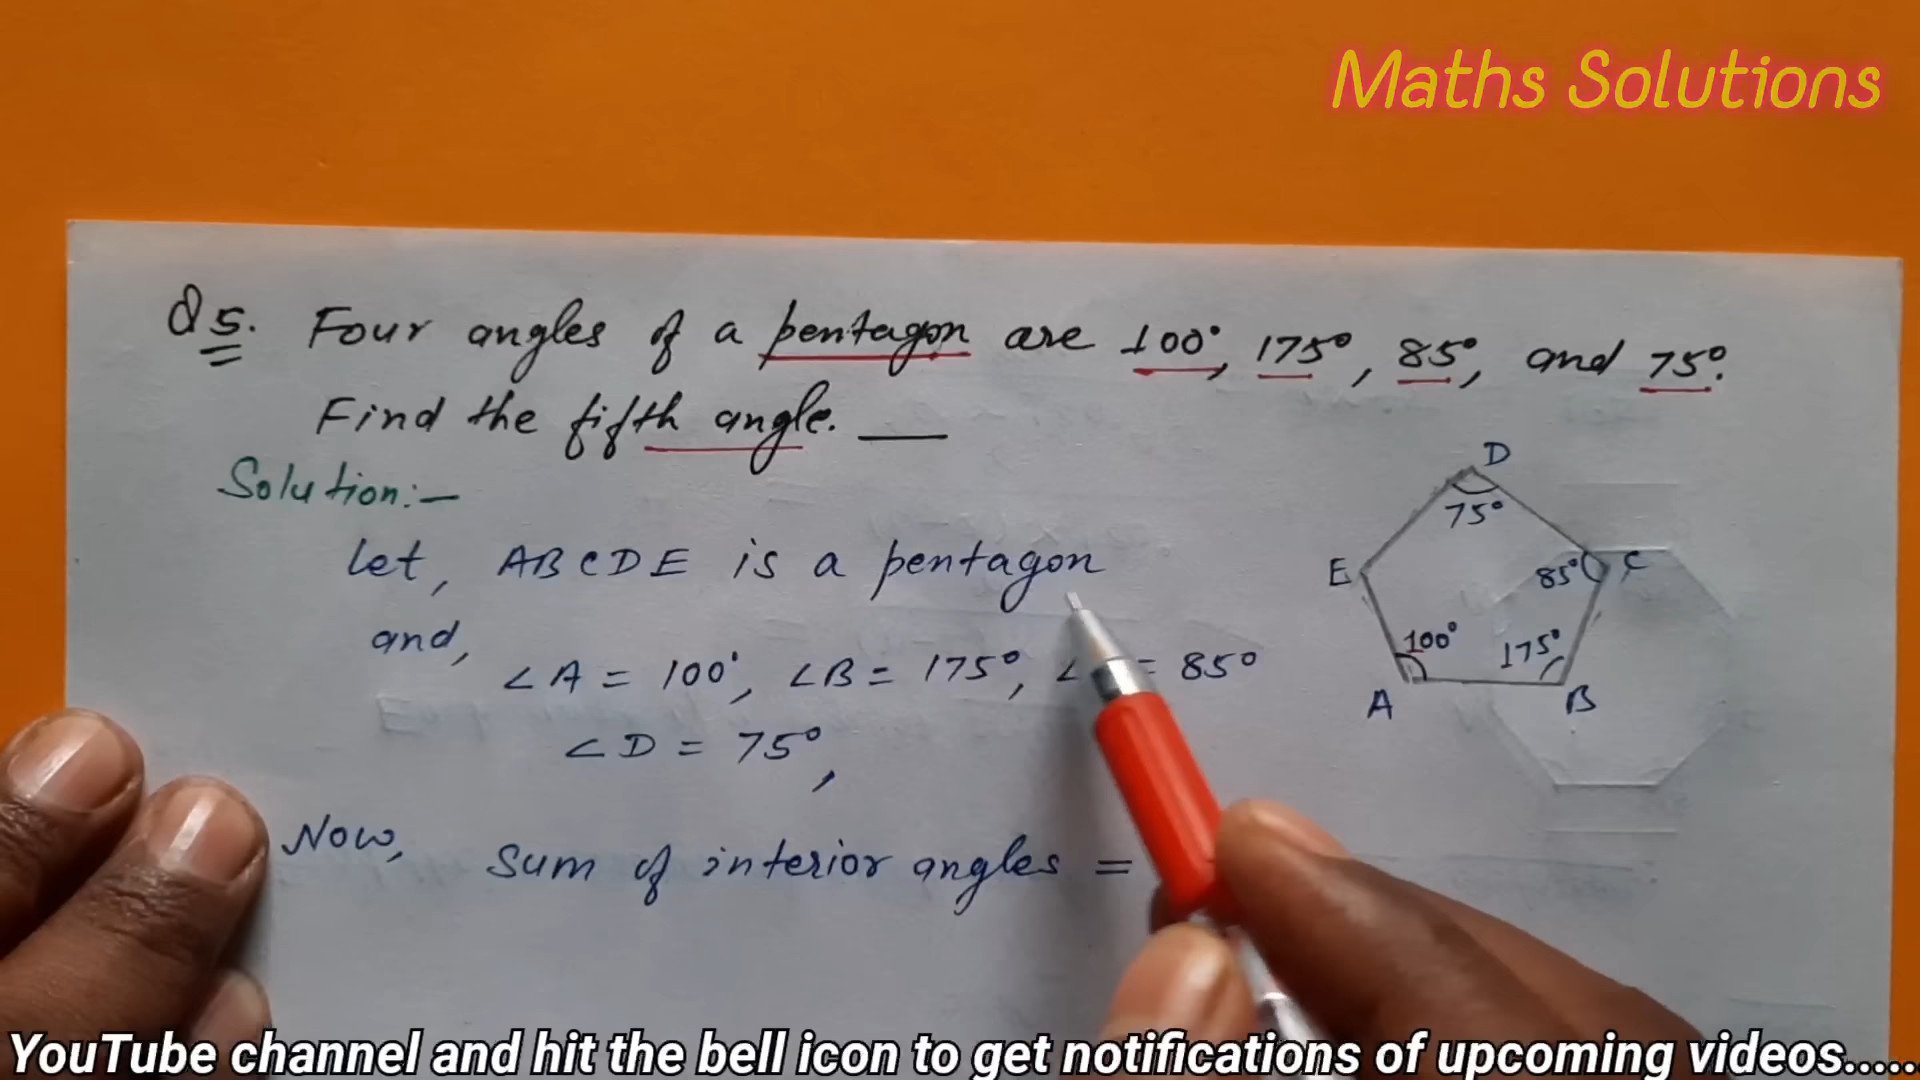 Maths Solutions
Q5. Four angles of a pentagon are 100°, 175°, 85°, and 75°.
Find the fifth angle. ___
Solution:-
Let, ABCDE is a pentagon
and,
∠A = 100°, ∠B = 175°, ∠ = 85°
∠D = 75°,
Now, Sum of interior angles =
D
75°
E
85° C
100° 175°
A B
YouTube channel and hit the bell icon to get notifications of upcoming videos.....